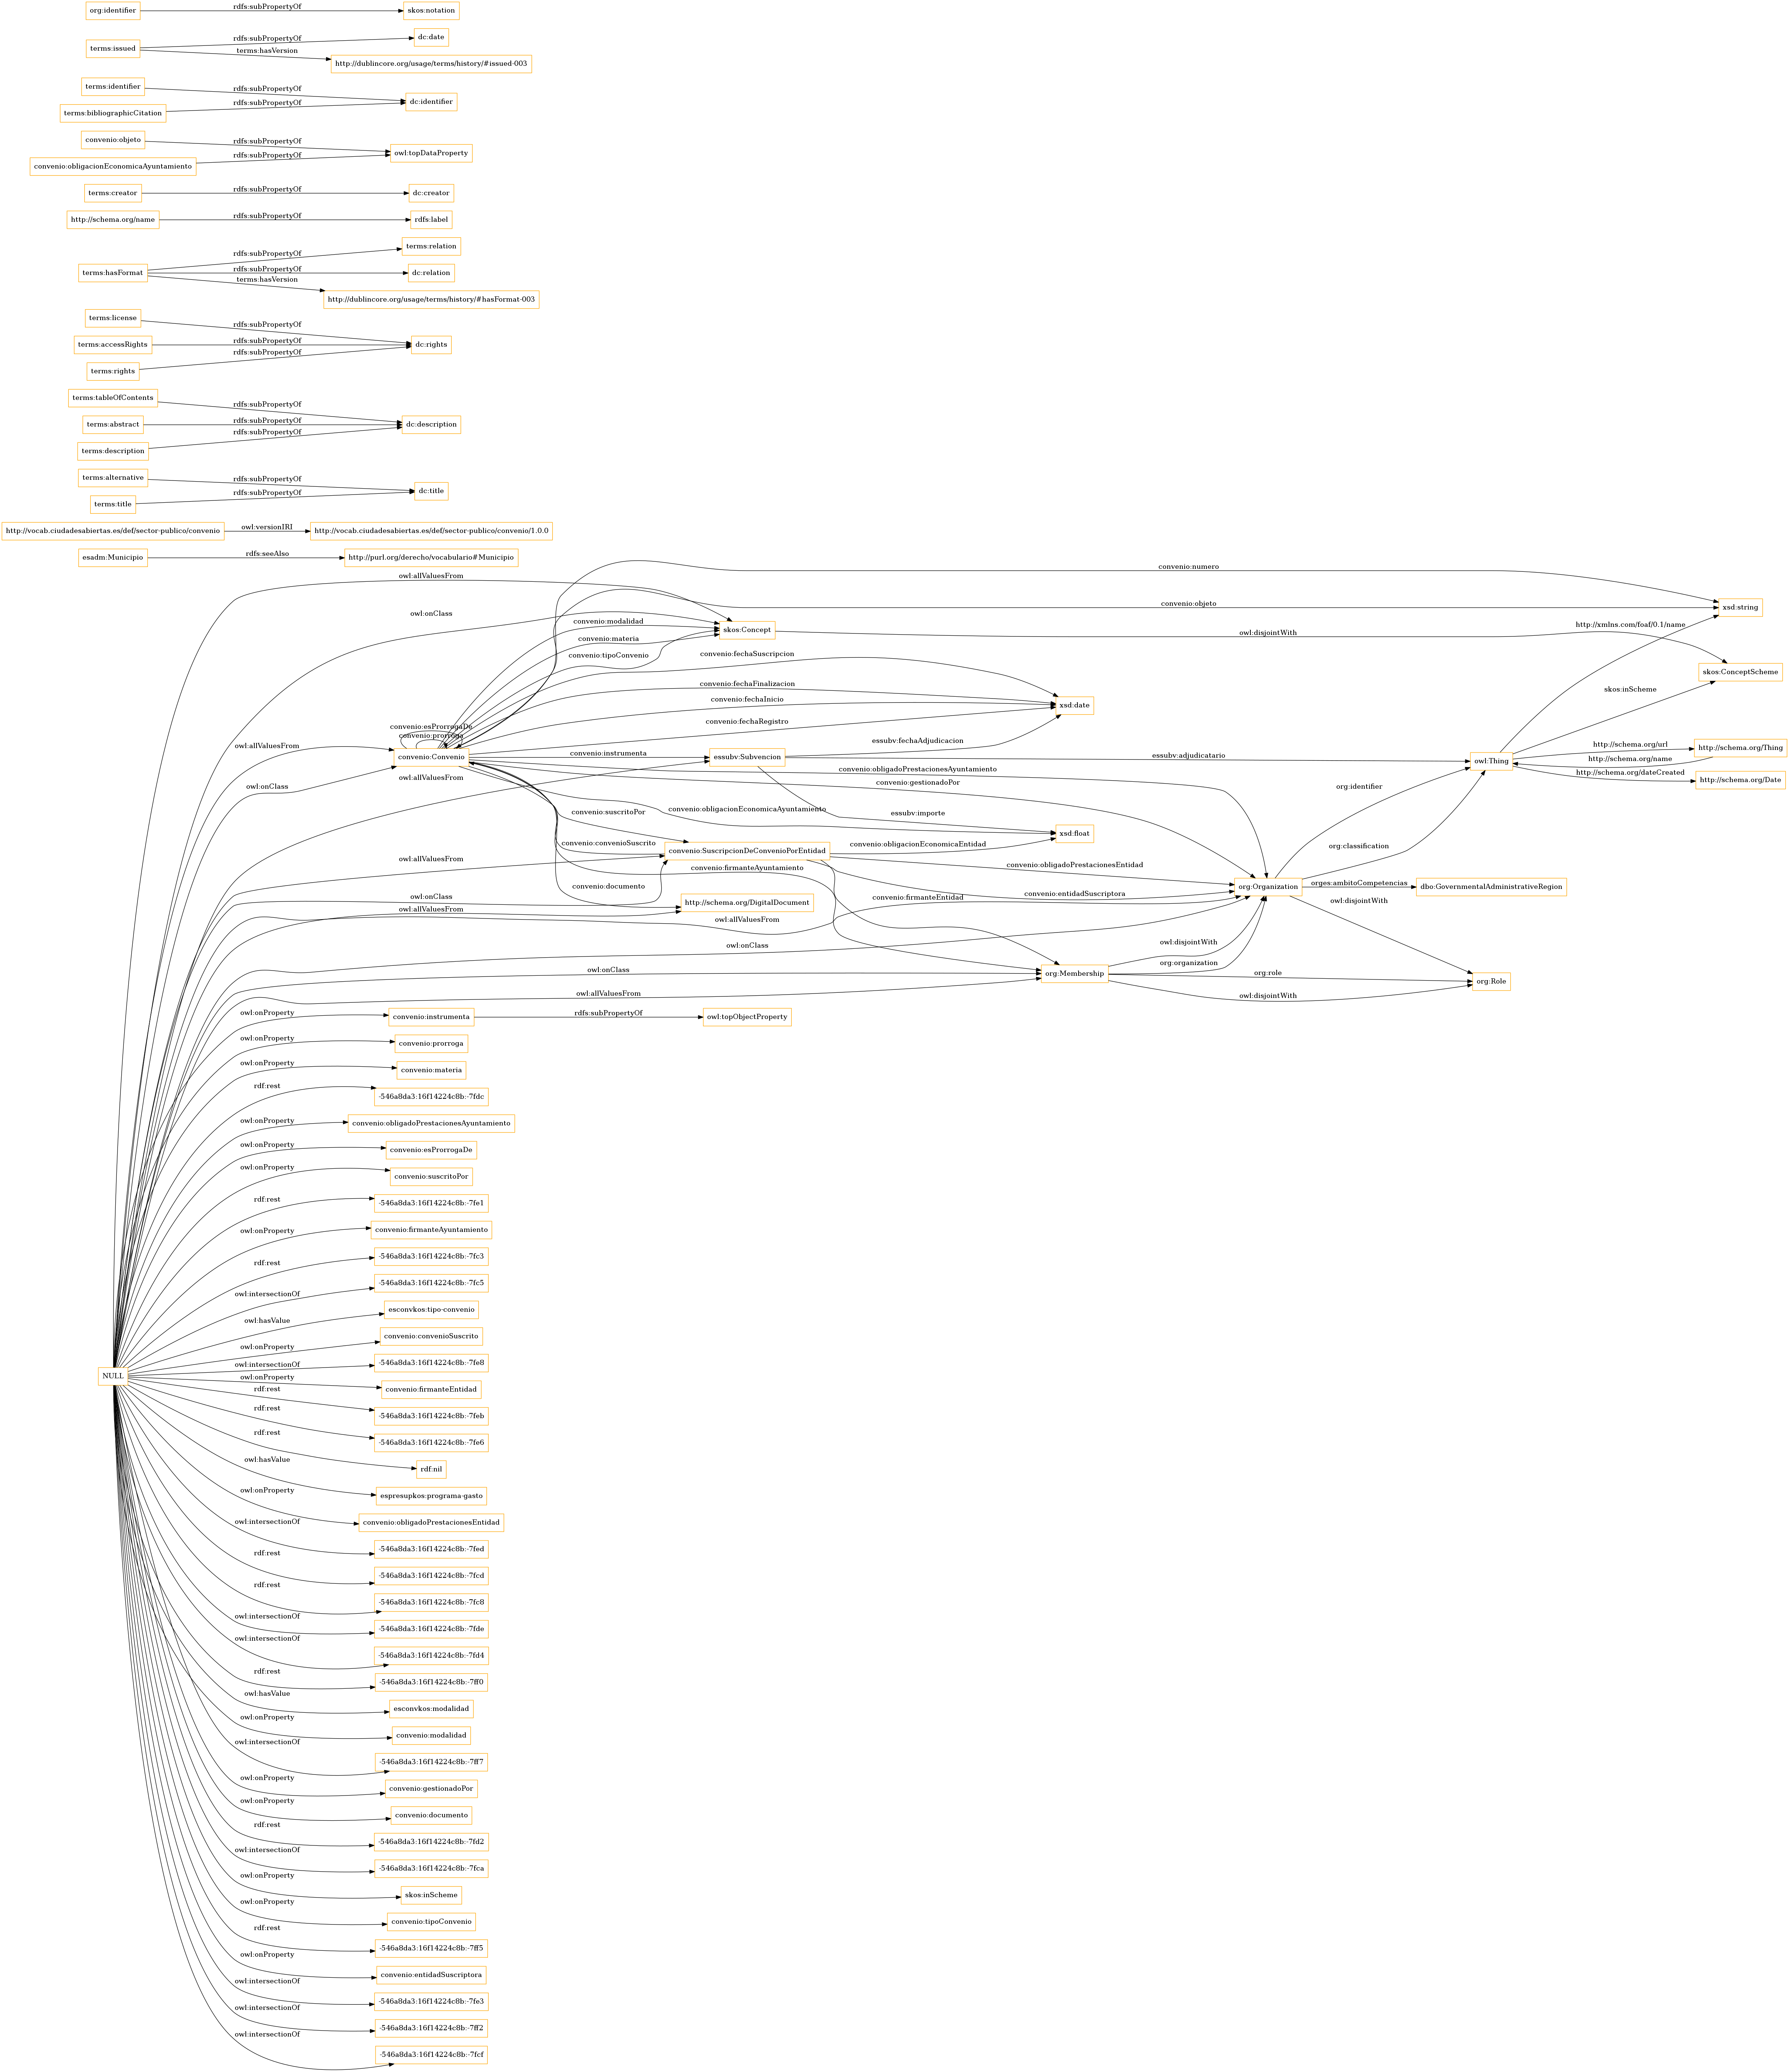 org:identifier
rdfs:subPropertyOf
skos:notation
terms:issued
rdfs:subPropertyOf
dc:date
terms:hasVersion
http://dublincore.org/usage/terms/history/#issued-003
terms:identifier
rdfs:subPropertyOf
dc:identifier
terms:bibliographicCitation
rdfs:subPropertyOf
convenio:objeto
rdfs:subPropertyOf
owl:topDataProperty
convenio:obligacionEconomicaAyuntamiento
rdfs:subPropertyOf
terms:creator
rdfs:subPropertyOf
dc:creator
http://schema.org/name
rdfs:subPropertyOf
rdfs:label
terms:hasFormat
rdfs:subPropertyOf
terms:relation
rdfs:subPropertyOf
dc:relation
terms:hasVersion
http://dublincore.org/usage/terms/history/#hasFormat-003
terms:license
rdfs:subPropertyOf
terms:accessRights
rdfs:subPropertyOf
dc:rights
terms:rights
rdfs:subPropertyOf
terms:tableOfContents
rdfs:subPropertyOf
terms:abstract
rdfs:subPropertyOf
dc:description
terms:description
rdfs:subPropertyOf
terms:alternative
rdfs:subPropertyOf
dc:title
terms:title
rdfs:subPropertyOf
http://vocab.ciudadesabiertas.es/def/sector-publico/convenio
owl:versionIRI
http://vocab.ciudadesabiertas.es/def/sector-publico/convenio/1.0.0
esadm:Municipio
rdfs:seeAlso
http://purl.org/derecho/vocabulario#Municipio
convenio:numero
owl:allValuesFrom
convenio:objeto
xsd:string
owl:onClass
convenio:modalidad
skos:Concept
http://xmlns.com/foaf/0.1/name
owl:disjointWith
convenio:materia
convenio:tipoConvenio
convenio:fechaSuscripcion
skos:ConceptScheme
skos:inScheme
convenio:fechaFinalizacion
convenio:fechaInicio
xsd:date
convenio:esProrrogaDe
convenio:prorroga
convenio:fechaRegistro
essubv:fechaAdjudicacion
owl:allValuesFrom
convenio:Convenio
convenio:instrumenta
essubv:Subvencion
essubv:adjudicatario
owl:Thing
http://schema.org/url
http://schema.org/Thing
http://schema.org/name
http://schema.org/dateCreated
http://schema.org/Date
convenio:obligadoPrestacionesAyuntamiento
owl:allValuesFrom
owl:onClass
convenio:gestionadoPor
org:identifier
convenio:obligacionEconomicaAyuntamiento
essubv:importe
convenio:suscritoPor
xsd:float
convenio:convenioSuscrito
convenio:SuscripcionDeConvenioPorEntidad
convenio:obligacionEconomicaEntidad
org:classification
owl:allValuesFrom
convenio:firmanteAyuntamiento
convenio:obligadoPrestacionesEntidad
convenio:documento
org:Organization
orges:ambitoCompetencias
dbo:GovernmentalAdministrativeRegion
owl:onClass
convenio:entidadSuscriptora
http://schema.org/DigitalDocument
convenio:firmanteEntidad
owl:disjointWith
owl:allValuesFrom
owl:allValuesFrom
owl:onClass
owl:disjointWith
org:organization
owl:onClass
org:Membership
org:role
org:Role
owl:allValuesFrom
owl:disjointWith
owl:onProperty
convenio:instrumenta
rdfs:subPropertyOf
owl:topObjectProperty
owl:onProperty
convenio:prorroga
owl:onProperty
convenio:materia
rdf:rest
-546a8da3:16f14224c8b:-7fdc
owl:onProperty
convenio:obligadoPrestacionesAyuntamiento
owl:onProperty
convenio:esProrrogaDe
owl:onProperty
convenio:suscritoPor
rdf:rest
-546a8da3:16f14224c8b:-7fe1
owl:onProperty
convenio:firmanteAyuntamiento
rdf:rest
-546a8da3:16f14224c8b:-7fc3
owl:intersectionOf
-546a8da3:16f14224c8b:-7fc5
owl:hasValue
esconvkos:tipo-convenio
owl:onProperty
convenio:convenioSuscrito
NULL
owl:intersectionOf
-546a8da3:16f14224c8b:-7fe8
owl:onProperty
convenio:firmanteEntidad
rdf:rest
-546a8da3:16f14224c8b:-7feb
rdf:rest
-546a8da3:16f14224c8b:-7fe6
rdf:rest
rdf:nil
owl:hasValue
espresupkos:programa-gasto
owl:onProperty
convenio:obligadoPrestacionesEntidad
owl:intersectionOf
-546a8da3:16f14224c8b:-7fed
rdf:rest
-546a8da3:16f14224c8b:-7fcd
rdf:rest
-546a8da3:16f14224c8b:-7fc8
owl:intersectionOf
-546a8da3:16f14224c8b:-7fde
owl:intersectionOf
-546a8da3:16f14224c8b:-7fd4
rdf:rest
-546a8da3:16f14224c8b:-7ff0
owl:hasValue
esconvkos:modalidad
owl:onProperty
convenio:modalidad
owl:intersectionOf
-546a8da3:16f14224c8b:-7ff7
owl:onProperty
convenio:gestionadoPor
owl:onProperty
convenio:documento
rdf:rest
-546a8da3:16f14224c8b:-7fd2
owl:intersectionOf
-546a8da3:16f14224c8b:-7fca
owl:onProperty
skos:inScheme
owl:onProperty
convenio:tipoConvenio
rdf:rest
-546a8da3:16f14224c8b:-7ff5
owl:onProperty
convenio:entidadSuscriptora
owl:intersectionOf
-546a8da3:16f14224c8b:-7fe3
owl:intersectionOf
-546a8da3:16f14224c8b:-7ff2
owl:intersectionOf
-546a8da3:16f14224c8b:-7fcf